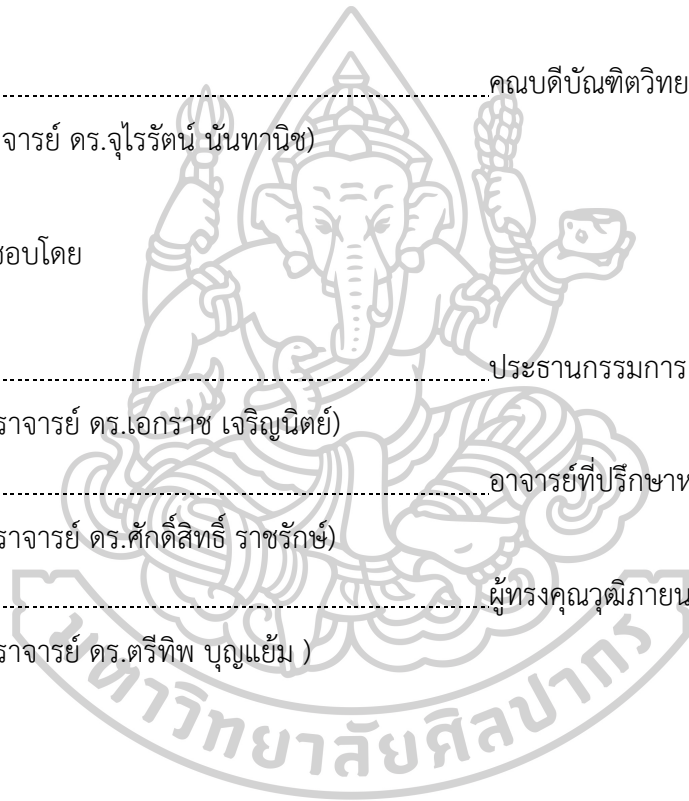 คณบดีบัณฑิตวิทย
จารย์ ดร.จุไรรัตน์ นันทานิช)
สอบโดย
ประธานกรรมการ
ราจารย์ ดร.เอกราช เจริญนิตย์)
อาจารย์ที่ปรึกษาห
ราจารย์ ดร.ศักดิ์สิทธิ์ ราชรักษ์)
ผู้ทรงคุณวุฒิภายน
ราจารย์ ดร.ตรีทิพ บุญแย้ม )
มหาวิทยาลัยศิลปากร